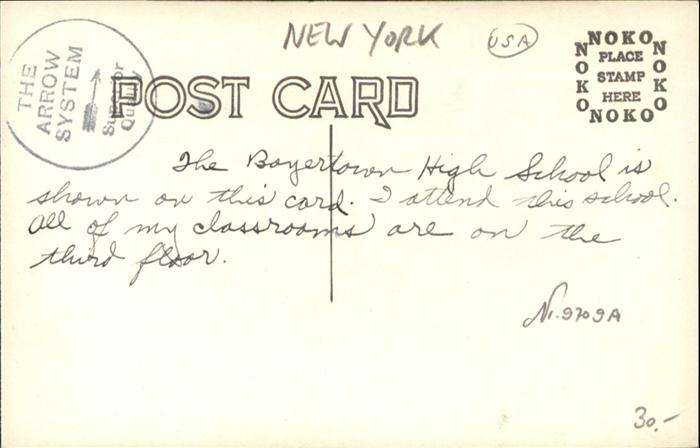 NEW YORK
USA
THE
ARROW
SYSTEM
Superior
Quality
POST CARD
NOKO
NOKO
PLACE
STAMP
HERE
NOKO
NOKO
The Boyertown High School is
shown on this card. I attend this school.
All of my classrooms are on the
third floor.
Nr. 9709A
30.-